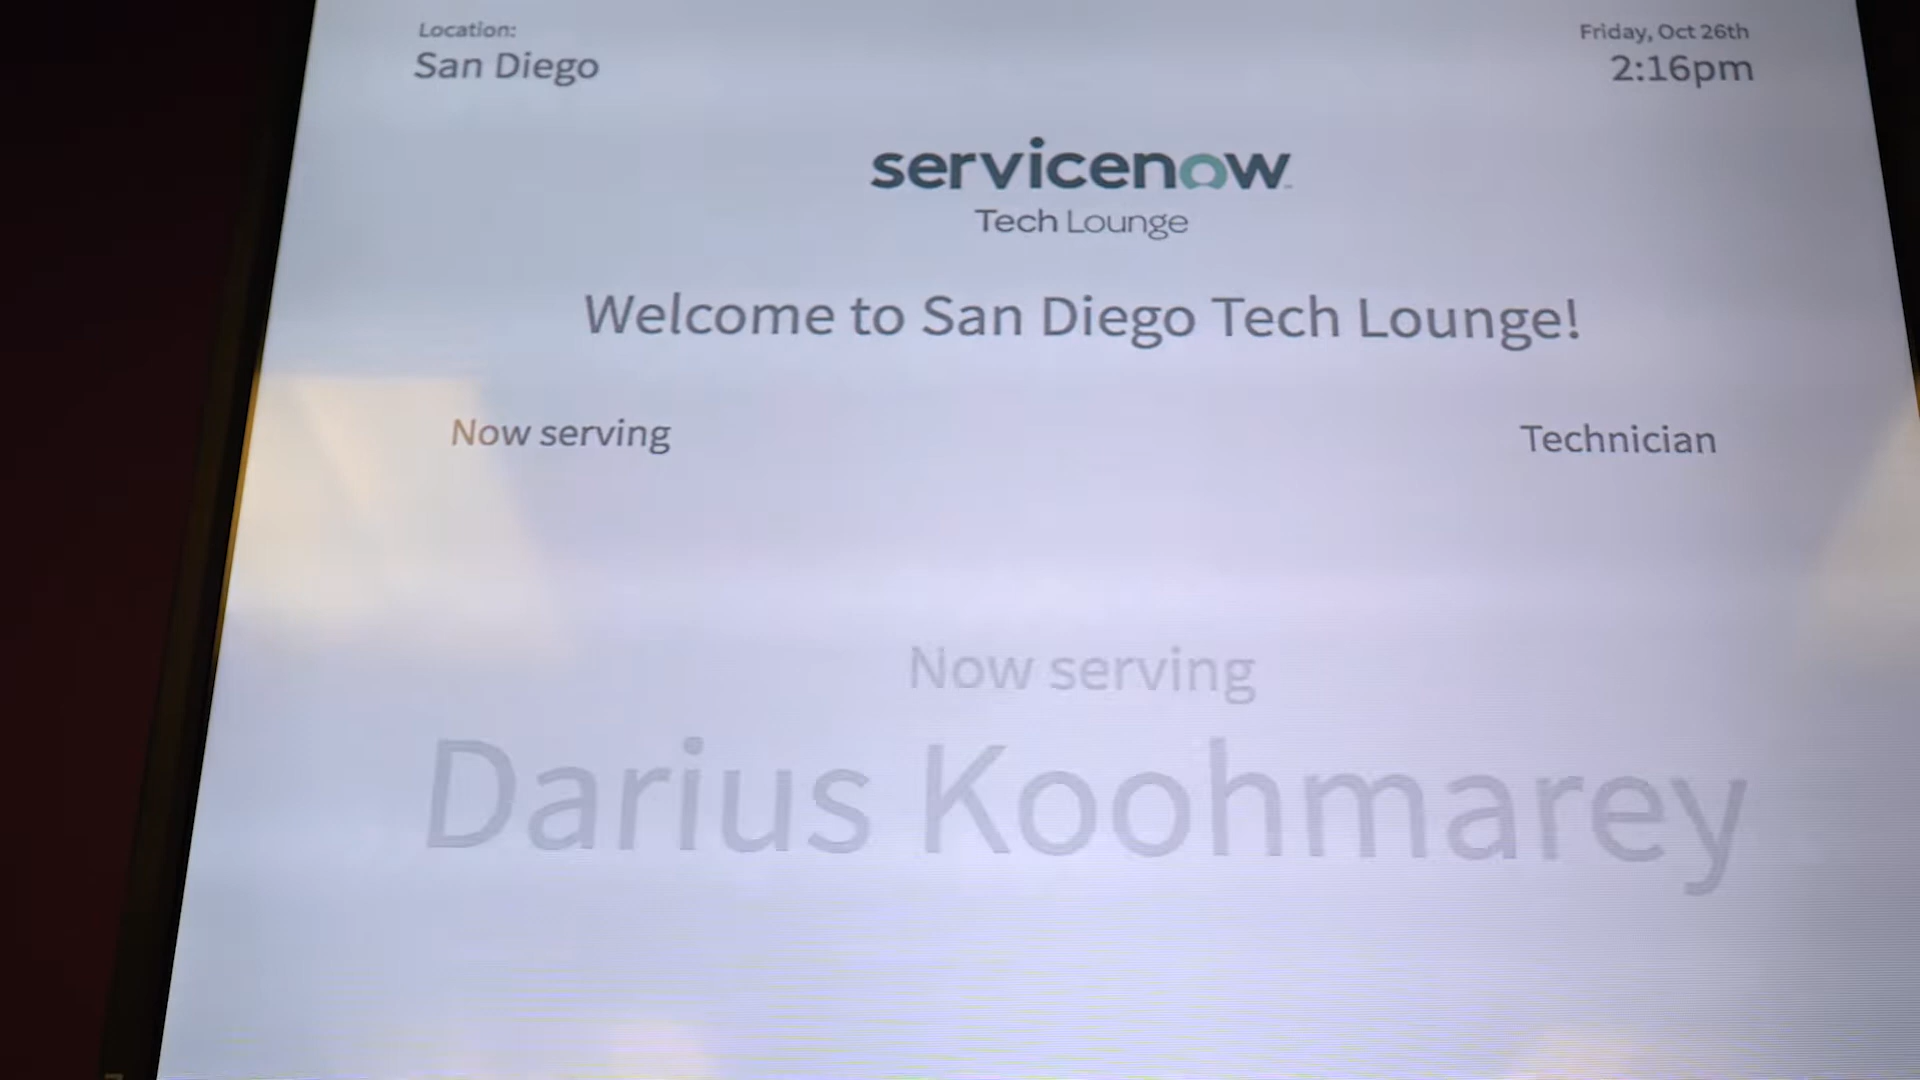 Location:
San Diego
Friday, Oct 26th
2:16pm
servicenow
Tech Lounge
Welcome to San Diego Tech Lounge!
Now serving
Technician
Now serving
Darius Koohmarey